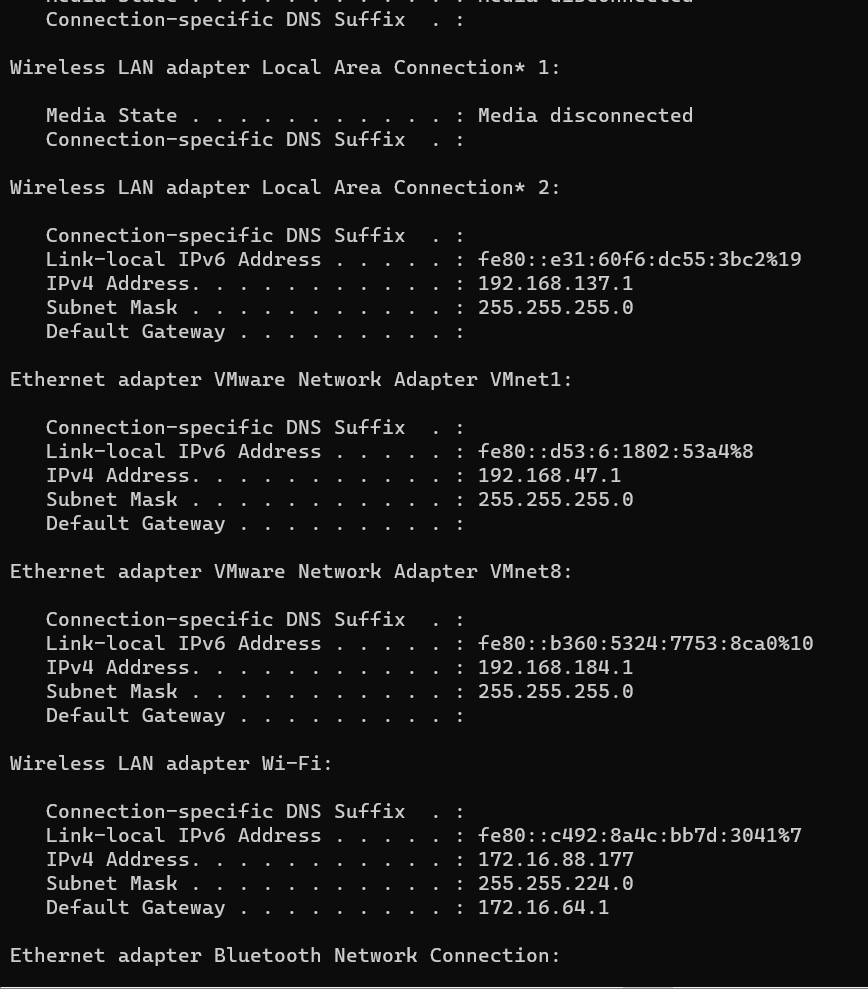 Media State . . . . . . . . . . . : Media disconnected
Connection-specific DNS Suffix  . :
Wireless LAN adapter Local Area Connection* 1:
Media State . . . . . . . . . . . : Media disconnected
Connection-specific DNS Suffix  . :
Wireless LAN adapter Local Area Connection* 2:
Connection-specific DNS Suffix  . :
Link-local IPv6 Address . . . . . : fe80::e31:60f6:dc55:3bc2%19
IPv4 Address. . . . . . . . . . . : 192.168.137.1
Subnet Mask . . . . . . . . . . . : 255.255.255.0
Default Gateway . . . . . . . . . :
Ethernet adapter VMware Network Adapter VMnet1:
Connection-specific DNS Suffix  . :
Link-local IPv6 Address . . . . . : fe80::d53:6:1802:53a4%8
IPv4 Address. . . . . . . . . . . : 192.168.47.1
Subnet Mask . . . . . . . . . . . : 255.255.255.0
Default Gateway . . . . . . . . . :
Ethernet adapter VMware Network Adapter VMnet8:
Connection-specific DNS Suffix  . :
Link-local IPv6 Address . . . . . : fe80::b360:5324:7753:8ca0%10
IPv4 Address. . . . . . . . . . . : 192.168.184.1
Subnet Mask . . . . . . . . . . . : 255.255.255.0
Default Gateway . . . . . . . . . :
Wireless LAN adapter Wi-Fi:
Connection-specific DNS Suffix  . :
Link-local IPv6 Address . . . . . : fe80::c492:8a4c:bb7d:3041%7
IPv4 Address. . . . . . . . . . . : 172.16.88.177
Subnet Mask . . . . . . . . . . . : 255.255.224.0
Default Gateway . . . . . . . . . : 172.16.64.1
Ethernet adapter Bluetooth Network Connection: